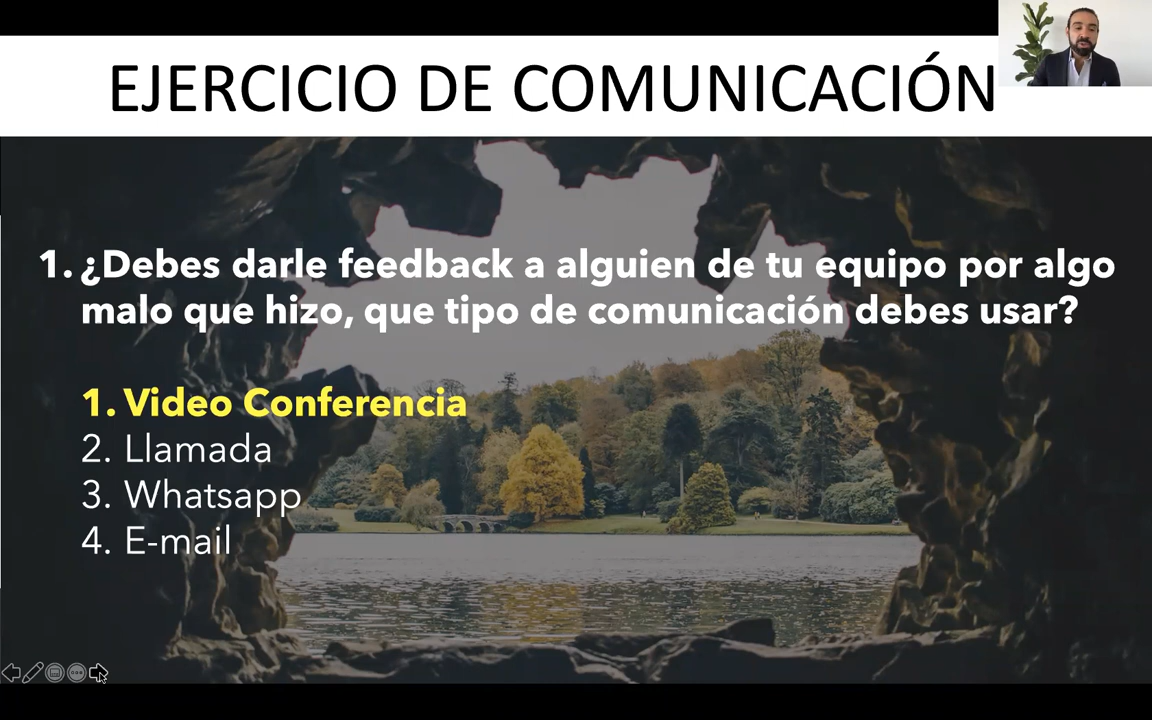 EJERCICIO DE COMUNICACIÓN
1. ¿Debes darle feedback a alguien de tu equipo por algo
malo que hizo, que tipo de comunicación debes usar?
1. Video Conferencia
2. Llamada
3. Whatsapp
4. E-mail